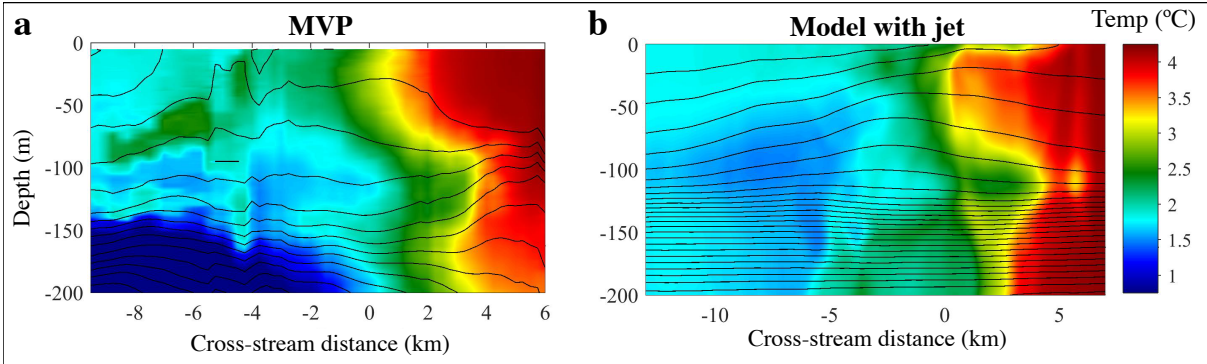 a MVP
b Model with jet Temp (ºC)
0
-50
-100
-150
-200
Depth (m)
-8 -6 -4 -2 0 2 4 6
Cross-stream distance (km)
0
-50
-100
-150
-200
-10 -5 0 5
Cross-stream distance (km)
4
3.5
3
2.5
2
1.5
1